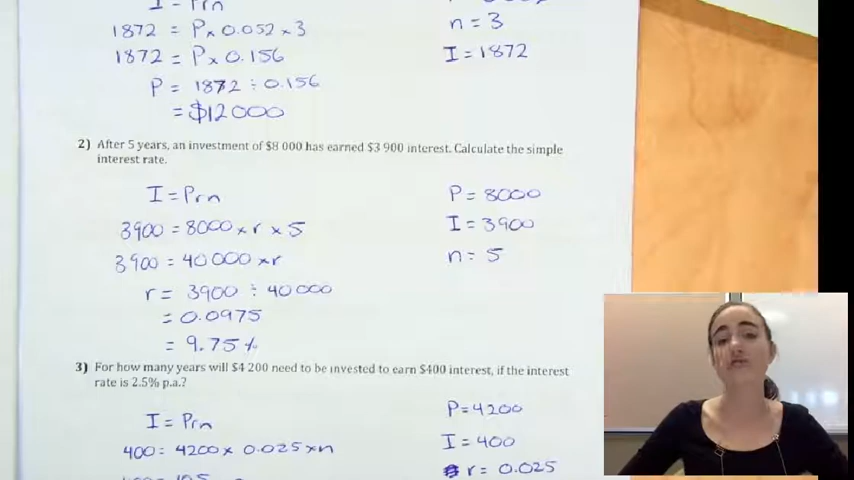 I = Prn
1872 = P x 0.052 x 3
n = 3
1872 = P x 0.156
I = 1872
P = 1872 ÷ 0.156
= $12000
2) After 5 years, an investment of $8 000 has earned $3 900 interest. Calculate the simple
interest rate.
I = Prn
P = 8000
3900 = 8000 x r x 5
I = 3900
3900 = 40000 x r
n = 5
r = 3900 ÷ 40000
= 0.0975
= 9.75%
3) For how many years will $4 200 need to be invested to earn $400 interest, if the interest
rate is 2.5% p.a.?
I = Prn
P = 4200
400 = 4200 x 0.025 x n
I = 400
r = 0.025